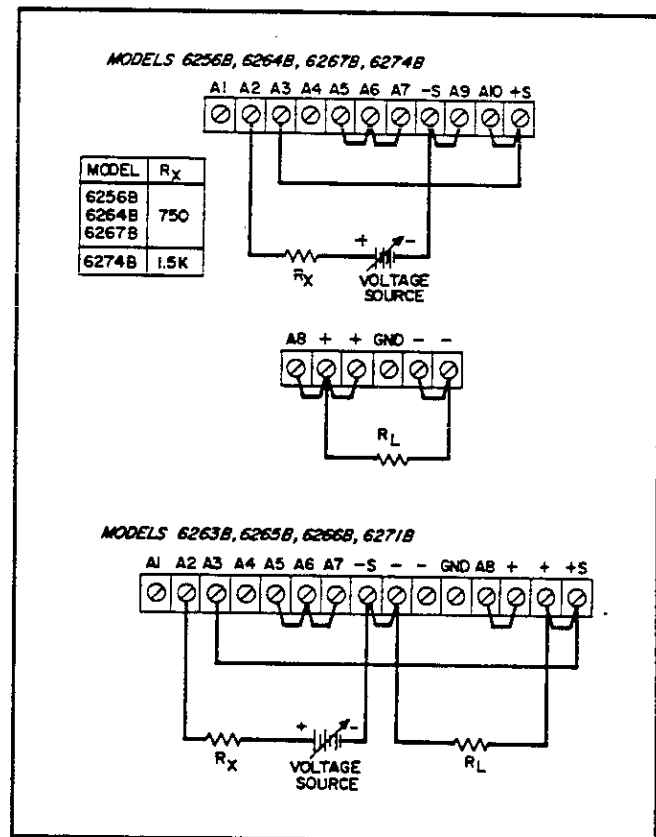 MODELS 6256B, 6264B, 6267B, 6274B
A1 A2 A3 A4 A5 A6 A7 -S A9 A10 +S
MODEL RX
6256B
6264B 750
6267B
6274B 1.5K
+ -
RX
VOLTAGE
SOURCE
A8 + + GND - -
RL
MODELS 6263B, 6265B, 6266B, 6271B
A1 A2 A3 A4 A5 A6 A7 -S - - GND A8 + + +S
+ -
RX
VOLTAGE
SOURCE
RL